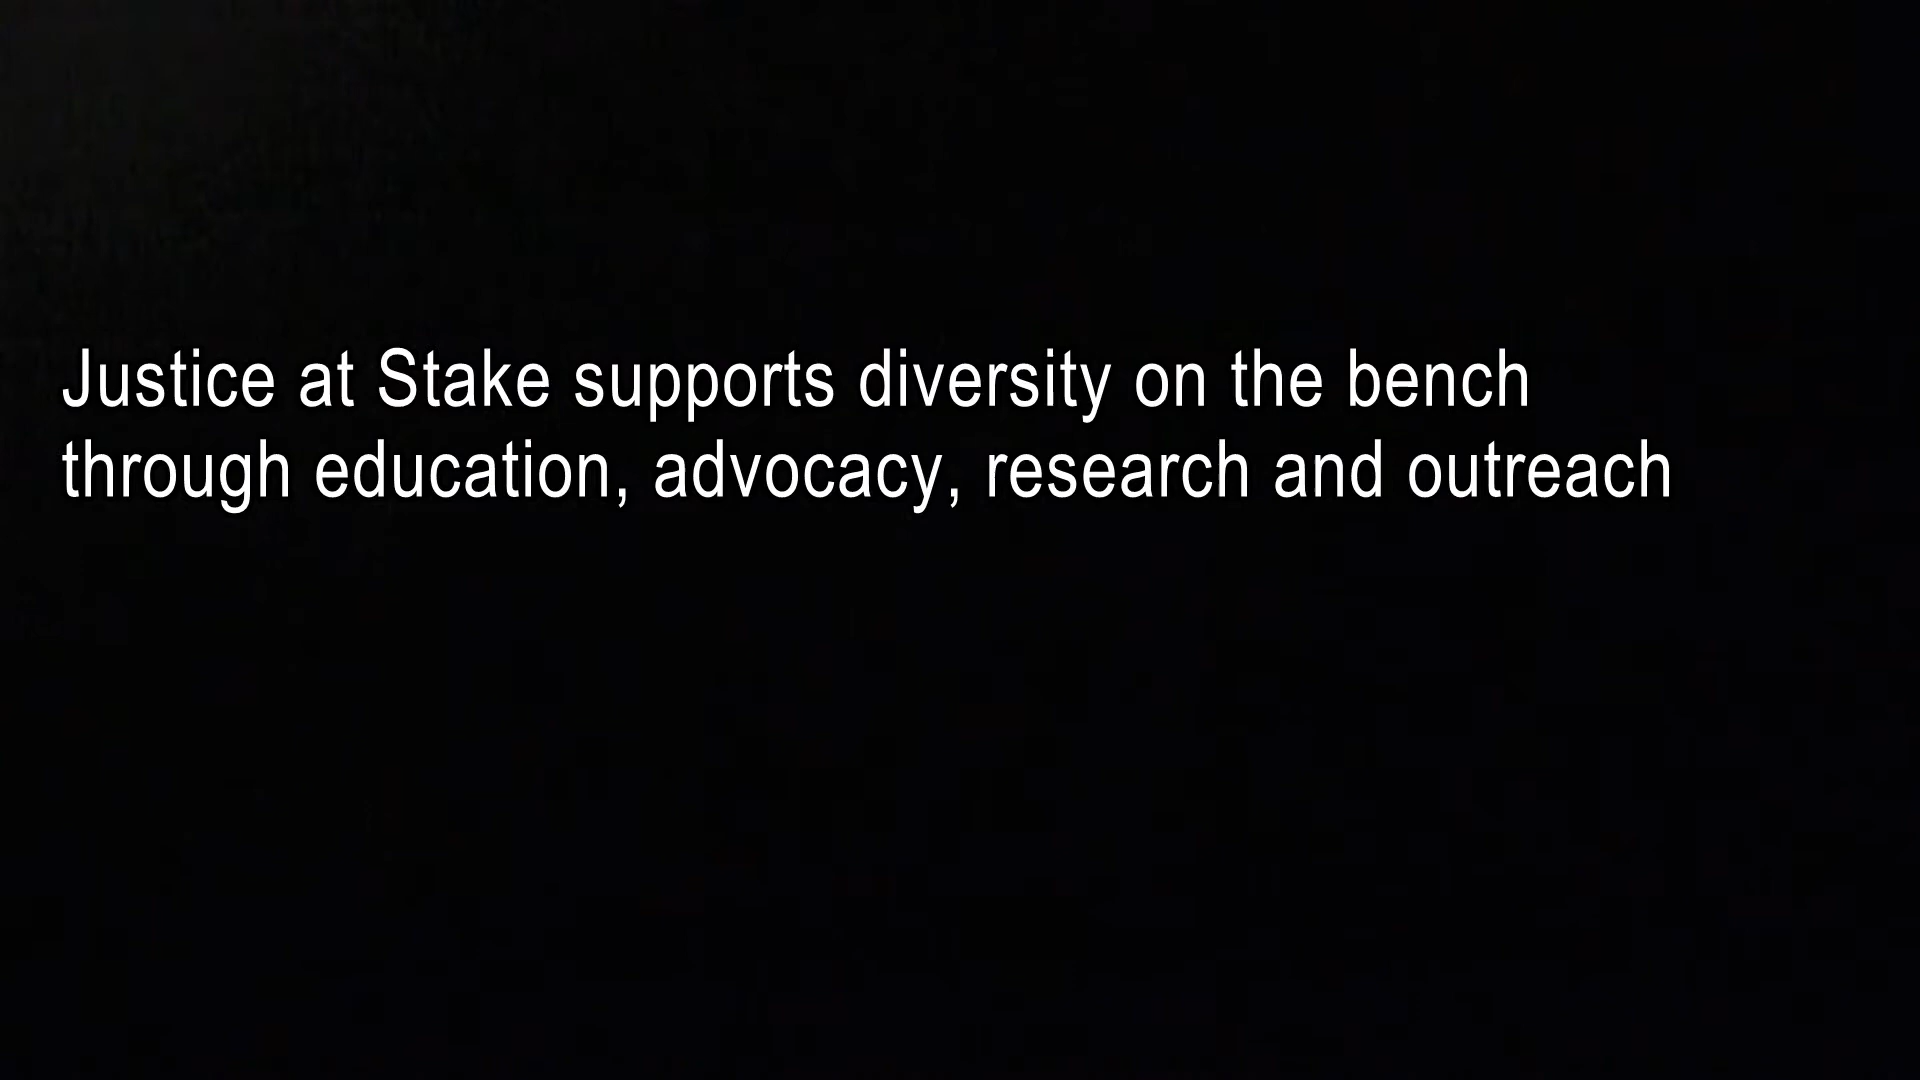 Justice at Stake supports diversity on the bench
through education, advocacy, research and outreach